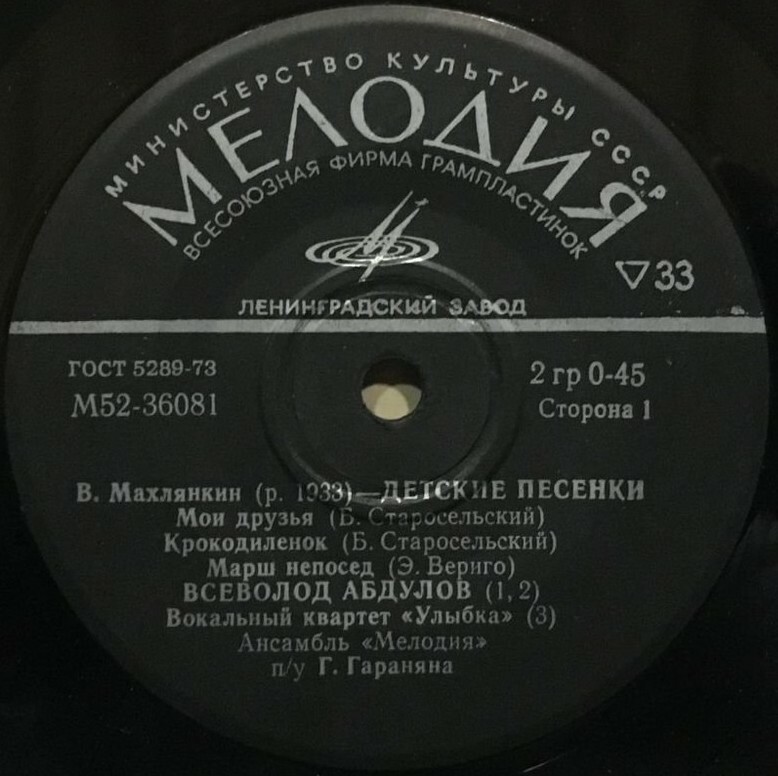 МИНИСТЕРСТВО КУЛЬТУРЫ СССР
МЕЛОДИЯ
ВСЕСОЮЗНАЯ ФИРМА ГРАМПЛАСТИНОК
33
ЛЕНИНГРАДСКИЙ ЗАВОД
ГОСТ 5289-73
2 гр 0-45
М52-36081
Сторона 1
В. Махлянкин (р. 1933)—ДЕТСКИЕ ПЕСЕНКИ
Мои друзья (Б. Старосельский)
Крокодиленок (Б. Старосельский)
Марш непосед (Э. Вериго)
ВСЕВОЛОД АБДУЛОВ (1, 2)
Вокальный квартет «Улыбка» (3)
Ансамбль «Мелодия»
п/у Г. Гараняна